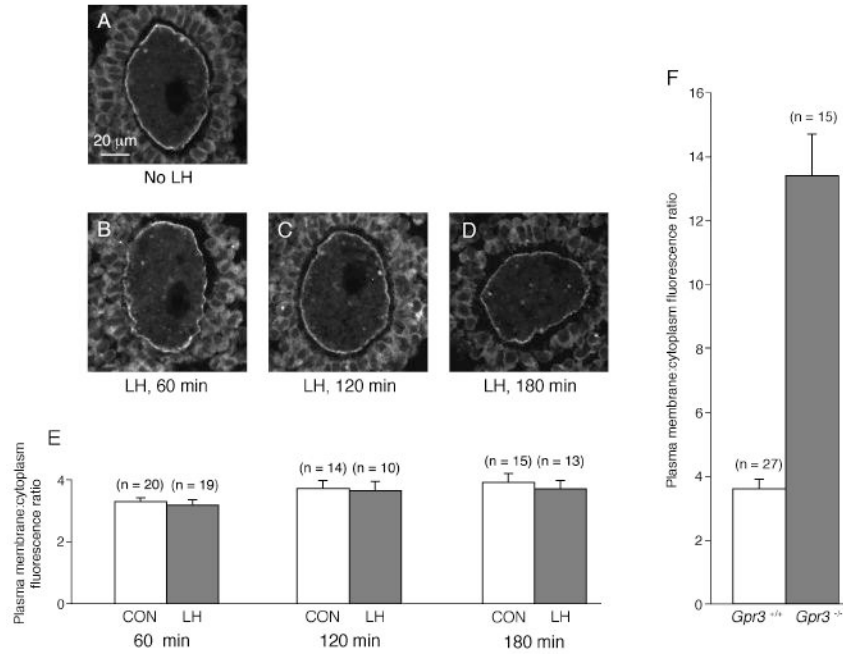 A
20 µm
No LH
B
C
D
LH, 60 min
LH, 120 min
LH, 180 min
E
Plasma membrane:cytoplasm
fluorescence ratio
4
2
0
(n = 20)
(n = 19)
(n = 14)
(n = 10)
(n = 15)
(n = 13)
CON
LH
CON
LH
CON
LH
60 min
120 min
180 min
F
Plasma membrane:cytoplasm fluorescence ratio
16
14
12
10
8
6
4
2
0
(n = 27)
(n = 15)
Gpr3 +/+
Gpr3 -/-